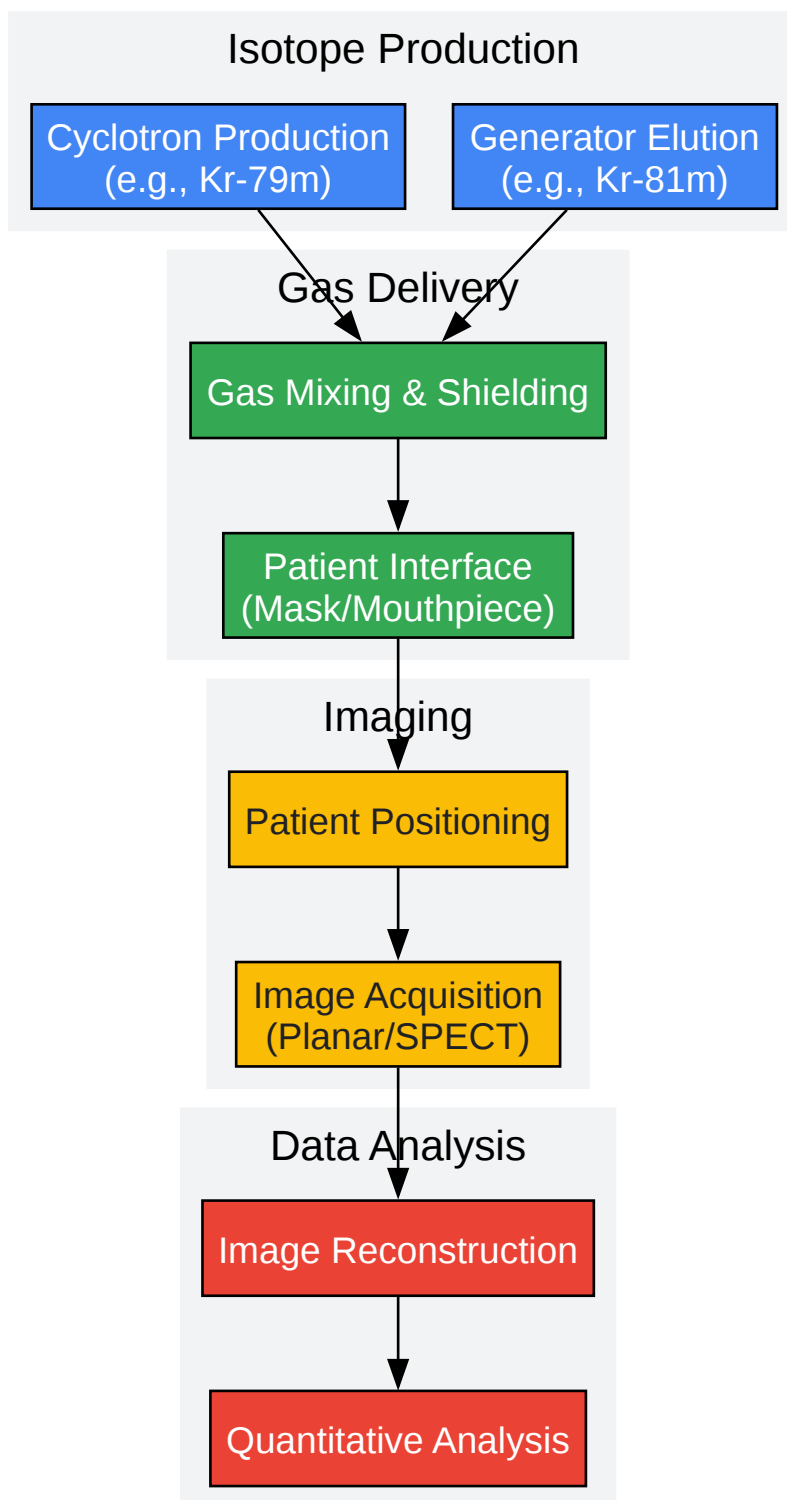 Isotope Production
Cyclotron Production
(e.g., Kr-79m)
Generator Elution
(e.g., Kr-81m)
Gas Delivery
Gas Mixing & Shielding
Patient Interface
(Mask/Mouthpiece)
Imaging
Patient Positioning
Image Acquisition
(Planar/SPECT)
Data Analysis
Image Reconstruction
Quantitative Analysis